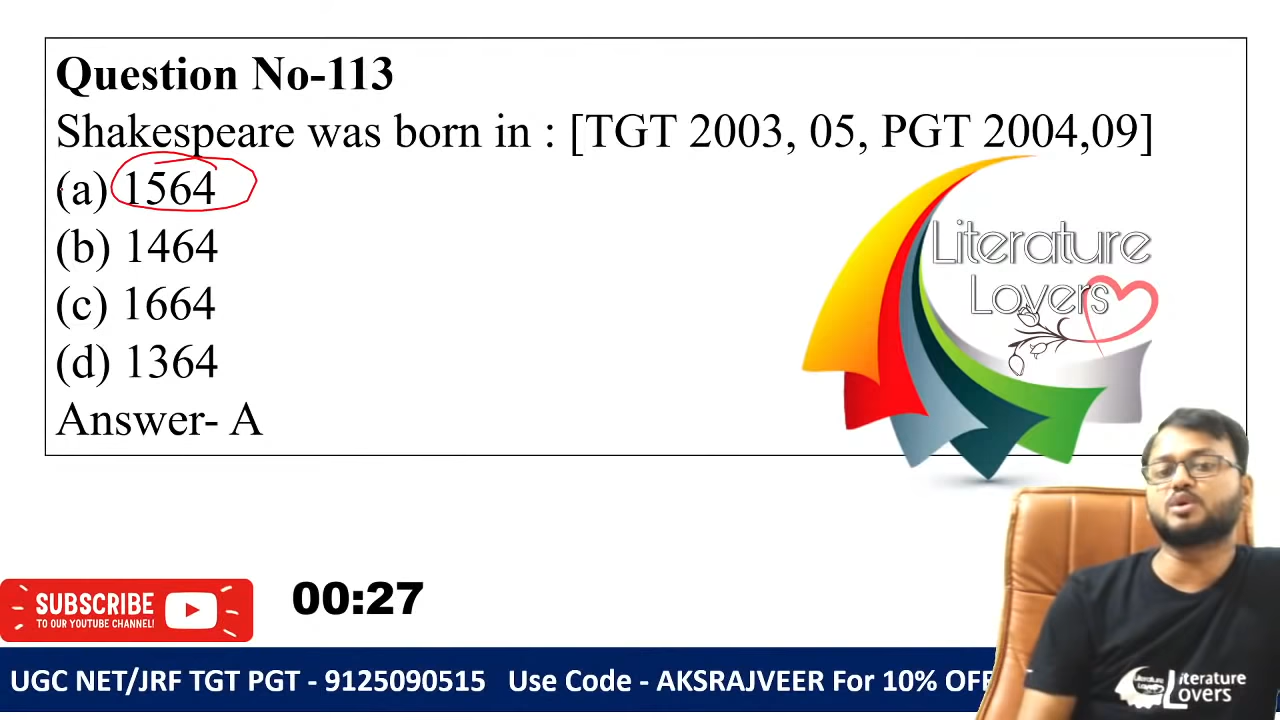 Question No-113
Shakespeare was born in : [TGT 2003, 05, PGT 2004,09]
(a) 1564
(b) 1464
(c) 1664
(d) 1364
Answer- A
Literature
Lovers
SUBSCRIBE
TO OUR YOUTUBE CHANNEL!
00:27
UGC NET/JRF TGT PGT - 9125090515 Use Code - AKSRAJVEER For 10% OFF
Literature
Lovers